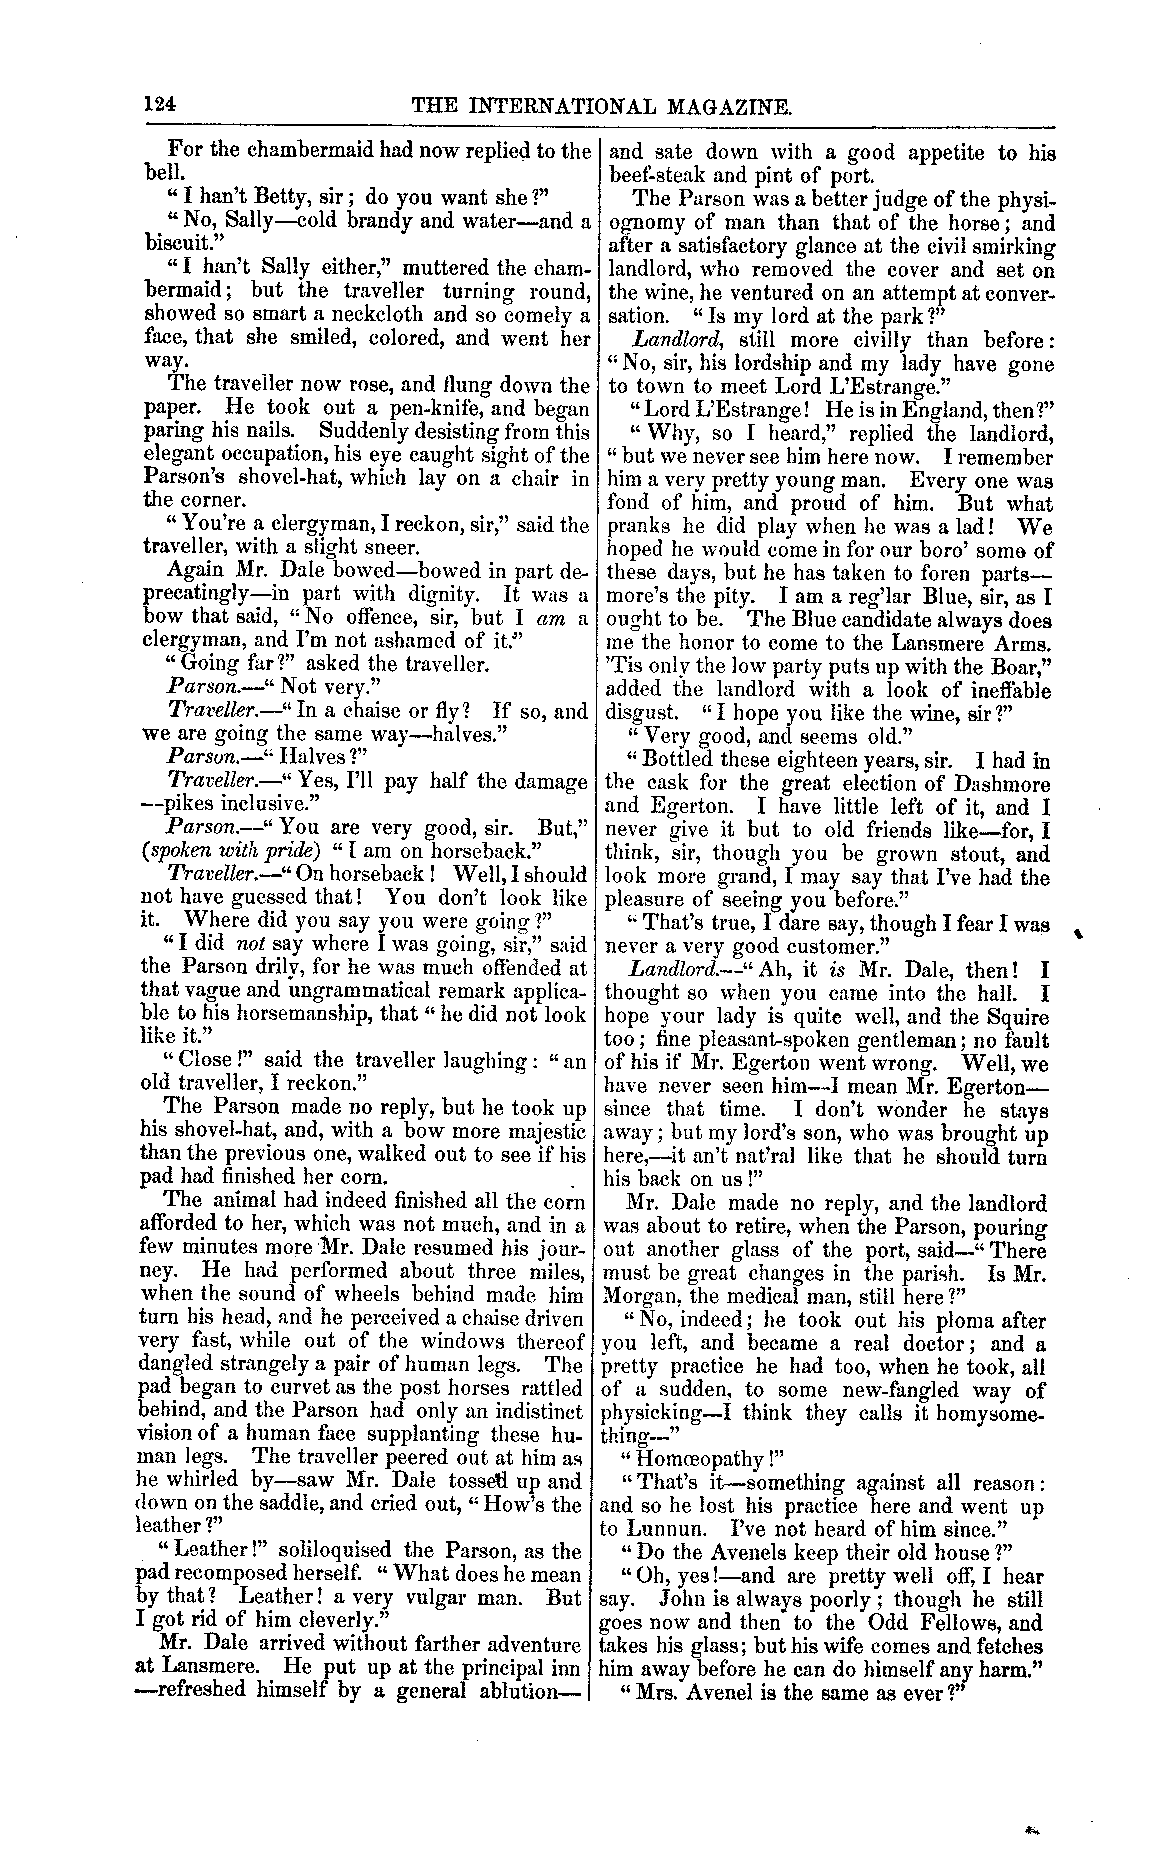 124 THE INTERNATIONAL MAGAZINE.
For the chambermaid had now replied to the
bell.
“I han't Betty, sir; do you want she?”
“No, Sally—cold brandy and water—and a
biscuit.”
“I han't Sally either,” muttered the cham-
bermaid; but the traveller turning round,
showed so smart a neckcloth and so comely a
face, that she smiled, colored, and went her
way.
The traveller now rose, and flung down the
paper. He took out a pen-knife, and began
paring his nails. Suddenly desisting from this
elegant occupation, his eye caught sight of the
Parson's shovel-hat, which lay on a chair in
the corner.
“You're a clergyman, I reckon, sir,” said the
traveller, with a slight sneer.
Again Mr. Dale bowed—bowed in part de-
precatingly—in part with dignity. It was a
bow that said, “No offence, sir, but I am a
clergyman, and I'm not ashamed of it.”
“Going far?” asked the traveller.
Parson.—“Not very.”
Traveller.—“In a chaise or fly? If so, and
we are going the same way—halves.”
Parson.—“Halves?”
Traveller.—“Yes, I'll pay half the damage
—pikes inclusive.”
Parson.—“You are very good, sir. But,”
(spoken with pride) “I am on horseback.”
Traveller.—“On horseback! Well, I should
not have guessed that! You don't look like
it. Where did you say you were going?”
“I did not say where I was going, sir,” said
the Parson drily, for he was much offended at
that vague and ungrammatical remark applica-
ble to his horsemanship, that “he did not look
like it.”
“Close!” said the traveller laughing: “an
old traveller, I reckon.”
The Parson made no reply, but he took up
his shovel-hat, and, with a bow more majestic
than the previous one, walked out to see if his
pad had finished her corn.
The animal had indeed finished all the corn
afforded to her, which was not much, and in a
few minutes more Mr. Dale resumed his jour-
ney. He had performed about three miles,
when the sound of wheels behind made him
turn his head, and he perceived a chaise driven
very fast, while out of the windows thereof
dangled strangely a pair of human legs. The
pad began to curvet as the post horses rattled
behind, and the Parson had only an indistinct
vision of a human face supplanting these hu-
man legs. The traveller peered out at him as
he whirled by—saw Mr. Dale tossed up and
down on the saddle, and cried out, “How's the
leather?”
“Leather!” soliloquised the Parson, as the
pad recomposed herself. “What does he mean
by that? Leather! a very vulgar man. But
I got rid of him cleverly.”
Mr. Dale arrived without farther adventure
at Lansmere. He put up at the principal inn
—refreshed himself by a general ablution—
and sate down with a good appetite to his
beef-steak and pint of port.
The Parson was a better judge of the physi-
ognomy of man than that of the horse; and
after a satisfactory glance at the civil smirking
landlord, who removed the cover and set on
the wine, he ventured on an attempt at conver-
sation. “Is my lord at the park?”
Landlord, still more civilly than before:
“No, sir, his lordship and my lady have gone
to town to meet Lord L'Estrange.”
“Lord L'Estrange! He is in England, then?”
“Why, so I heard,” replied the landlord,
“but we never see him here now. I remember
him a very pretty young man. Every one was
fond of him, and proud of him. But what
pranks he did play when he was a lad! We
hoped he would come in for our boro' some of
these days, but he has taken to foren parts—
more's the pity. I am a reg'lar Blue, sir, as I
ought to be. The Blue candidate always does
me the honor to come to the Lansmere Arms.
'Tis only the low party puts up with the Boar,”
added the landlord with a look of ineffable
disgust. “I hope you like the wine, sir?”
“Very good, and seems old.”
“Bottled these eighteen years, sir. I had in
the cask for the great election of Dashmore
and Egerton. I have little left of it, and I
never give it but to old friends like—for, I
think, sir, though you be grown stout, and
look more grand, I may say that I've had the
pleasure of seeing you before.”
“That's true, I dare say, though I fear I was
never a very good customer.”
Landlord.—“Ah, it is Mr. Dale, then! I
thought so when you came into the hall. I
hope your lady is quite well, and the Squire
too; fine pleasant-spoken gentleman; no fault
of his if Mr. Egerton went wrong. Well, we
have never seen him—I mean Mr. Egerton—
since that time. I don't wonder he stays
away; but my lord's son, who was brought up
here,—it an't nat'ral like that he should turn
his back on us!”
Mr. Dale made no reply, and the landlord
was about to retire, when the Parson, pouring
out another glass of the port, said—“There
must be great changes in the parish. Is Mr.
Morgan, the medical man, still here?”
“No, indeed; he took out his ploma after
you left, and became a real doctor; and a
pretty practice he had too, when he took, all
of a sudden, to some new-fangled way of
physicking—I think they calls it homysome-
thing—”
“Homœopathy!”
“That's it—something against all reason:
and so he lost his practice here and went up
to Lunnun. I've not heard of him since.”
“Do the Avenels keep their old house?”
“Oh, yes!—and are pretty well off, I hear
say. John is always poorly; though he still
goes now and then to the Odd Fellows, and
takes his glass; but his wife comes and fetches
him away before he can do himself any harm.”
“Mrs. Avenel is the same as ever?”